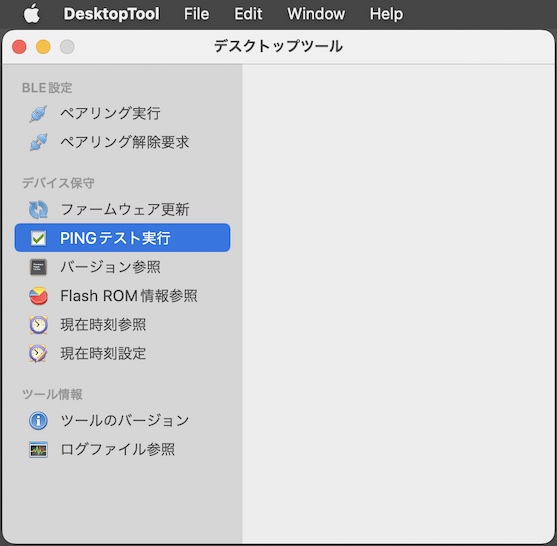 DesktopTool File Edit Window Help
デスクトップツール
BLE設定
ペアリング実行
ペアリング解除要求
デバイス保守
ファームウェア更新
PINGテスト実行
バージョン参照
Flash ROM情報参照
現在時刻参照
現在時刻設定
ツール情報
ツールのバージョン
ログファイル参照